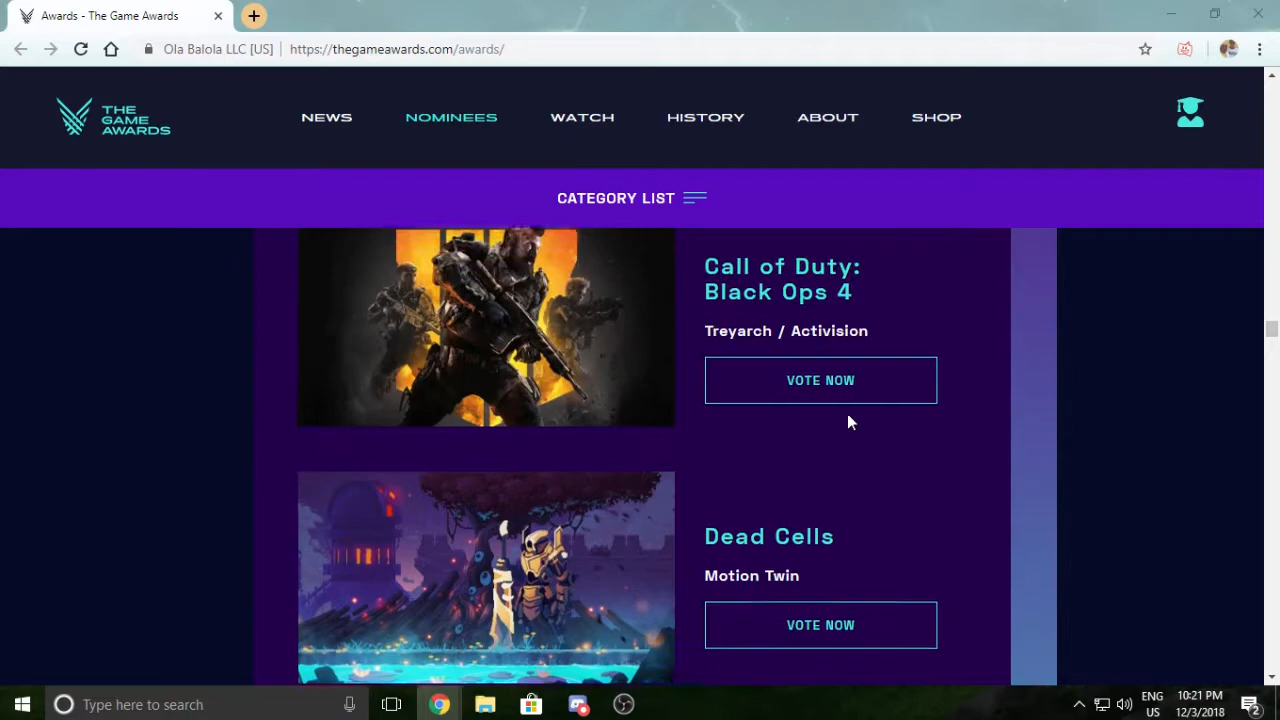 Awards - The Game Awards
Ola Balola LLC [US] https://thegameawards.com/awards/
THE
GAME
AWARDS
NEWS NOMINEES WATCH HISTORY ABOUT SHOP
CATEGORY LIST
Call of Duty:
Black Ops 4
Treyarch / Activision
VOTE NOW
Dead Cells
Motion Twin
VOTE NOW
Type here to search
ENG 10:21 PM
US 12/3/2018 2